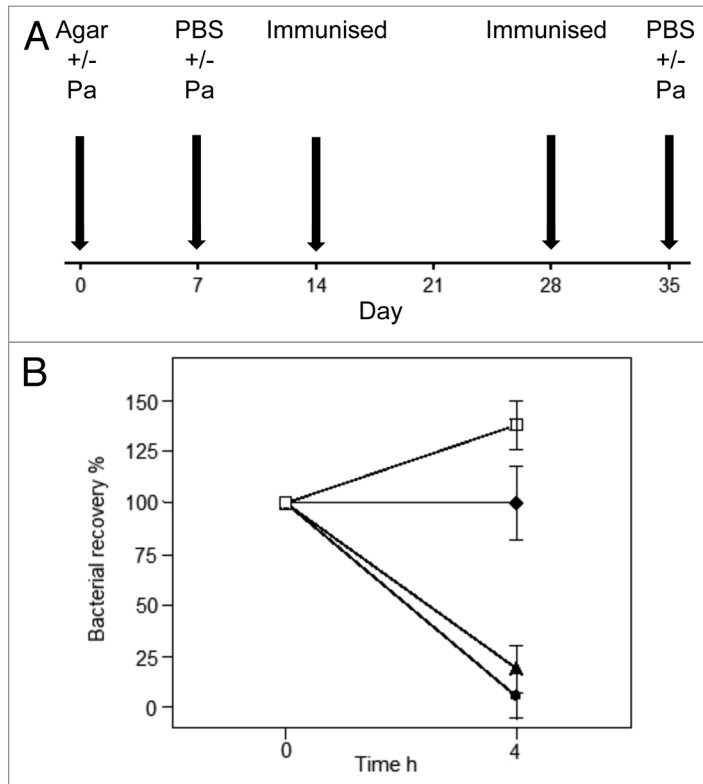 A
Agar
+/-
Pa
PBS
+/-
Pa
Immunised
Immunised
PBS
+/-
Pa
0 7 14 21 28 35
Day
B
150
125
100
75
50
25
0
Bacterial recovery %
0 4
Time h